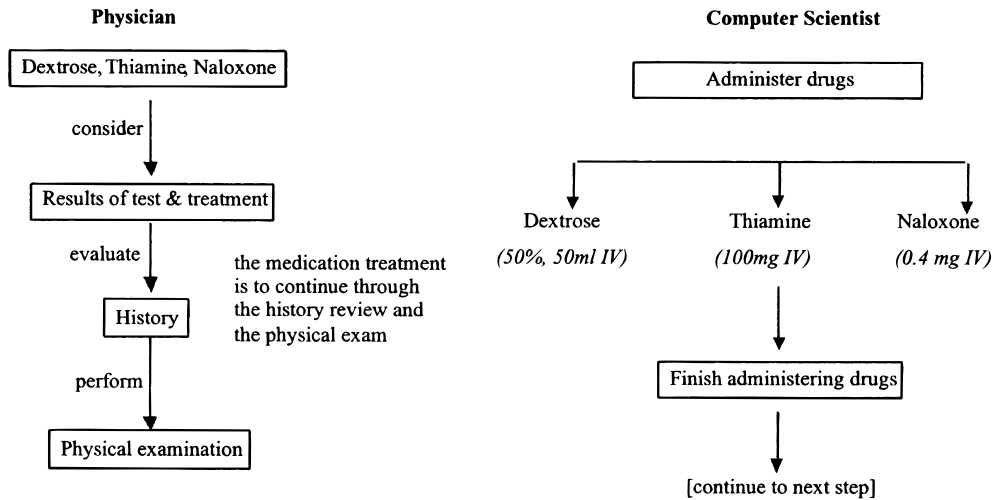 Physician
Dextrose, Thiamine, Naloxone
consider
Results of test & treatment
evaluate
the medication treatment
is to continue through
the history review and
the physical exam
History
perform
Physical examination
Computer Scientist
Administer drugs
Dextrose
(50%, 50ml IV)
Thiamine
(100mg IV)
Naloxone
(0.4 mg IV)
Finish administering drugs
[continue to next step]